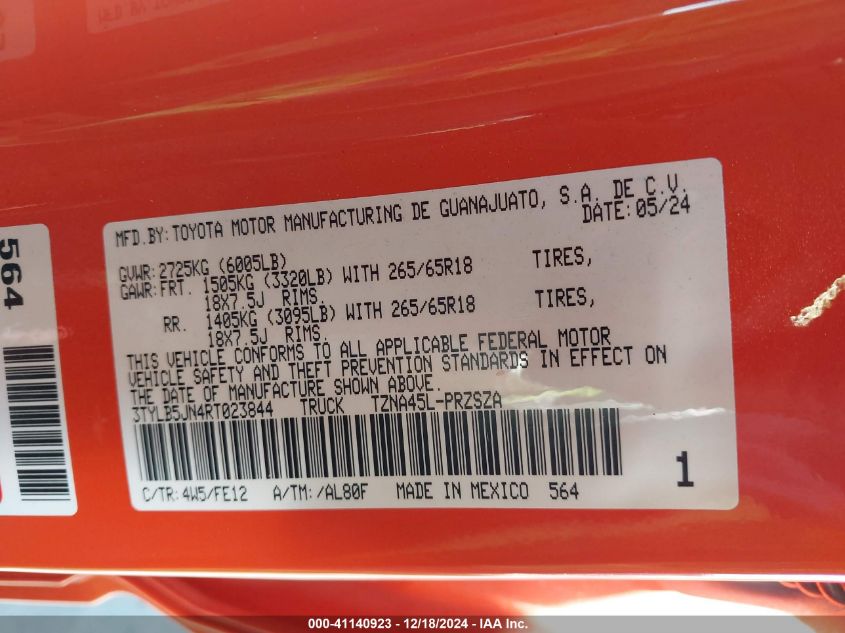 MFD.BY: TOYOTA MOTOR MANUFACTURING DE GUANAJUATO, S.A. DE C.V.
DATE: 05/24
GVWR: 2725KG (6005LB)
GAWR: FRT. 1505KG (3320LB) WITH 265/65R18 TIRES,
18X7.5J RIMS.
RR. 1405KG (3095LB) WITH 265/65R18 TIRES,
18X7.5J RIMS.
THIS VEHICLE CONFORMS TO ALL APPLICABLE FEDERAL MOTOR
VEHICLE SAFETY AND THEFT PREVENTION STANDARDS IN EFFECT ON
THE DATE OF MANUFACTURE SHOWN ABOVE.
3TYLB5JN4RT023844 TRUCK TZNA45L-PRZSZA
C/TR: 4W5/FE12 A/TM: /AL80F MADE IN MEXICO 564
1
564
000-41140923 - 12/18/2024 - IAA Inc.